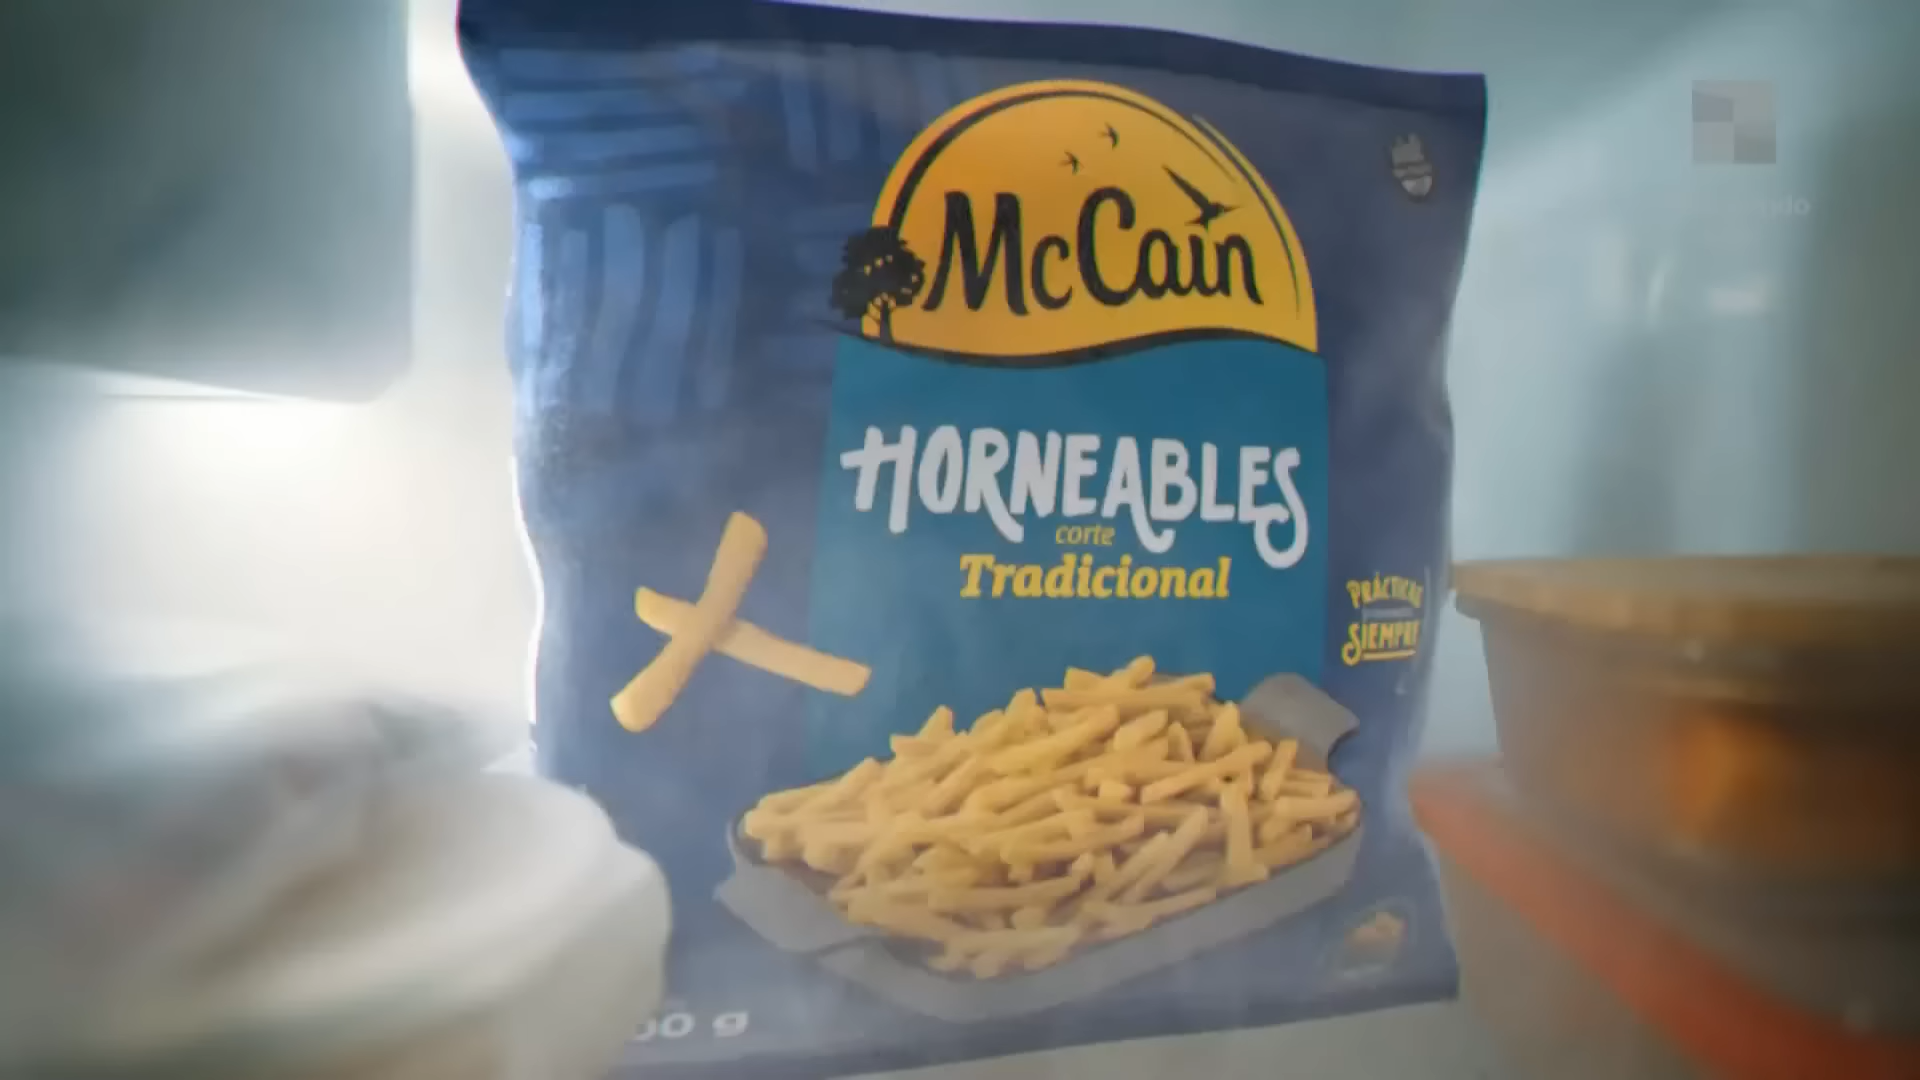 McCain
HORNEABLES
corte
Tradicional
PRÁCTICAS
SIEMPRE
g